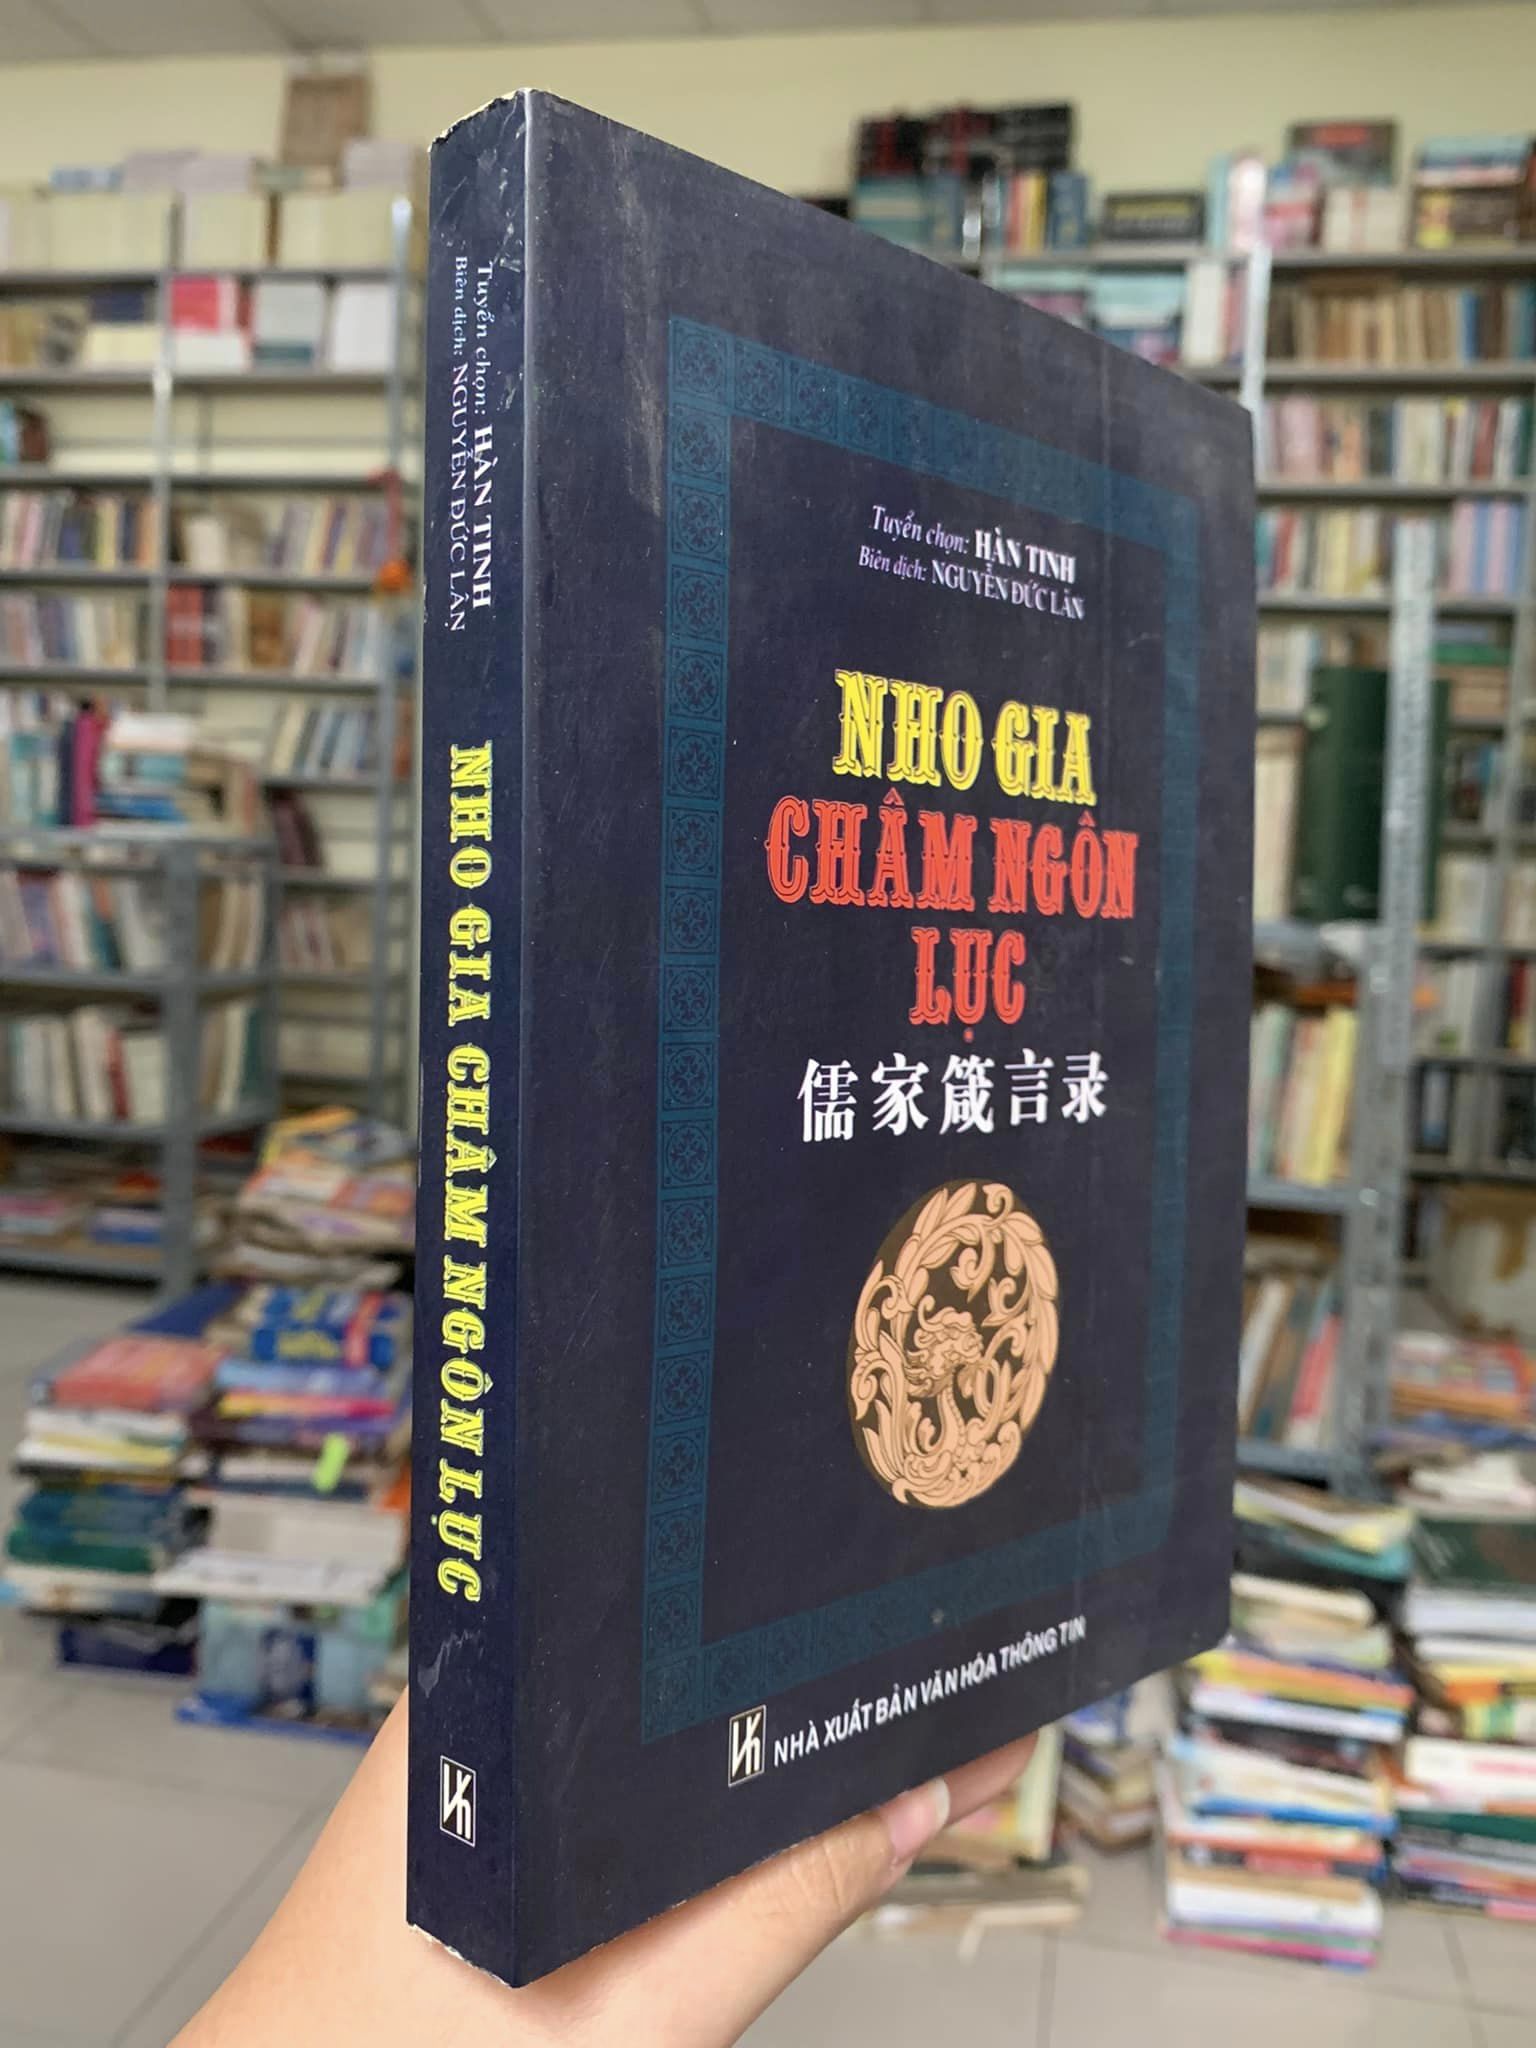 Tuyển chọn: HÀN TINH
Biên dịch: NGUYỄN ĐỨC LÂN
NHO GIA CHÂM NGÔN LỤC
Tuyển chọn: HÀN TINH
Biên dịch: NGUYỄN ĐỨC LÂN
NHO GIA
CHÂM NGÔN
LỤC
儒家箴言录
NHÀ XUẤT BẢN VĂN HÓA THÔNG TIN